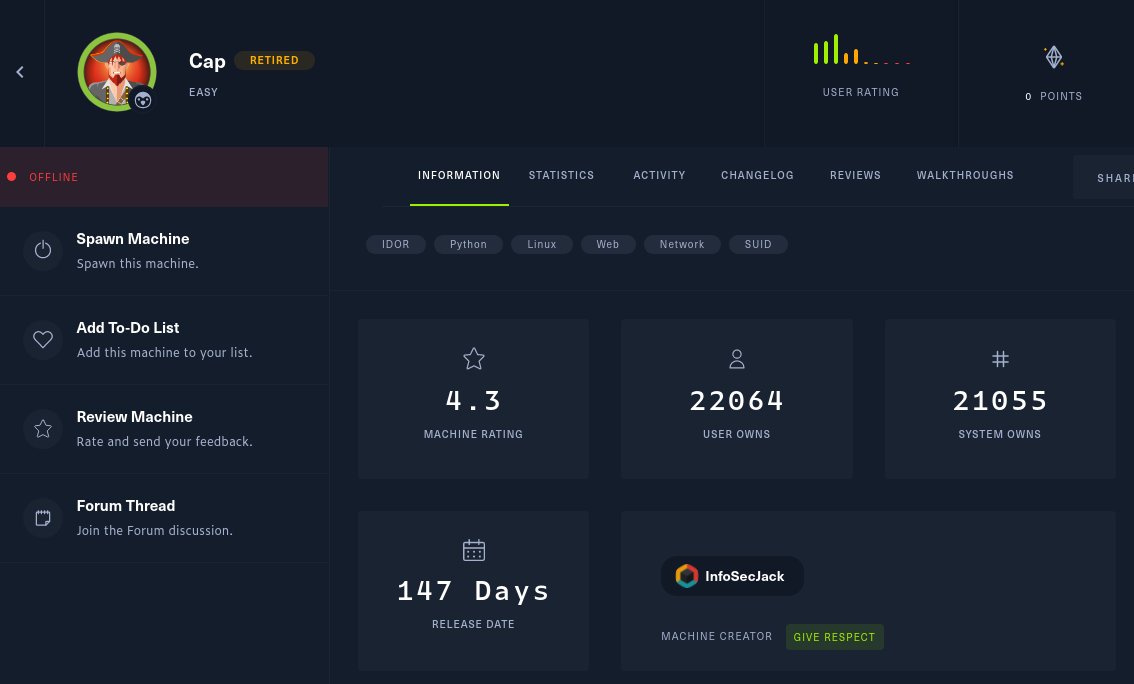 Cap RETIRED
EASY
USER RATING
0 POINTS
OFFLINE
Spawn Machine
Spawn this machine.
Add To-Do List
Add this machine to your list.
Review Machine
Rate and send your feedback.
Forum Thread
Join the Forum discussion.
INFORMATION STATISTICS ACTIVITY CHANGELOG REVIEWS WALKTHROUGHS SHAR
IDOR Python Linux Web Network SUID
4.3
MACHINE RATING
22064
USER OWNS
21055
SYSTEM OWNS
147 Days
RELEASE DATE
InfoSecJack
MACHINE CREATOR GIVE RESPECT